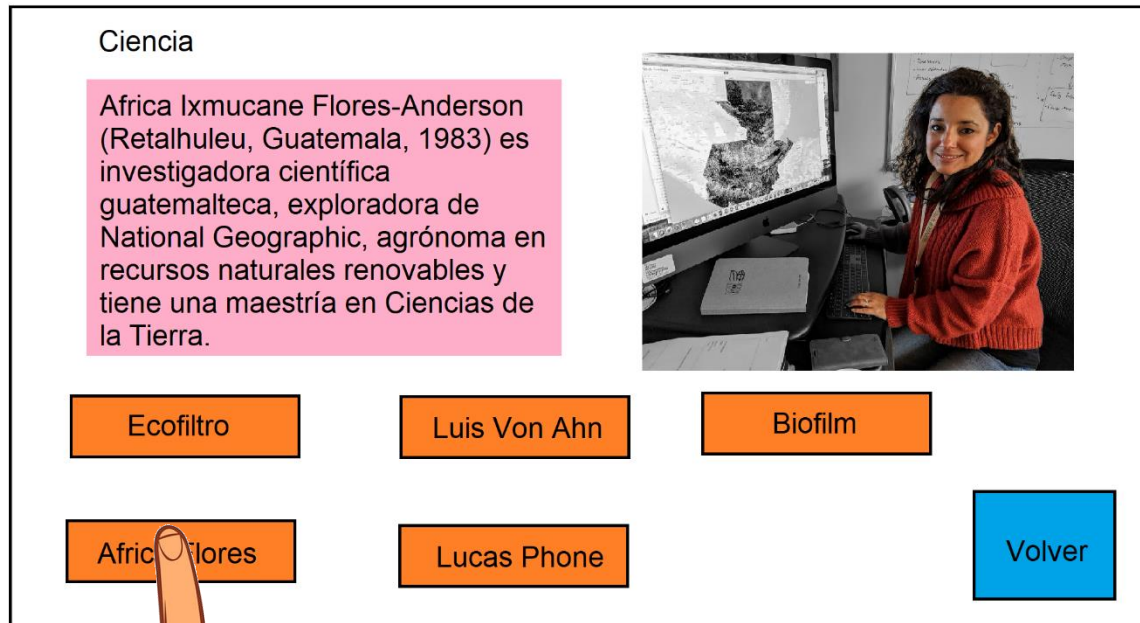 Ciencia
Africa Ixmucane Flores-Anderson
(Retalhuleu, Guatemala, 1983) es
investigadora científica
guatemalteca, exploradora de
National Geographic, agrónoma en
recursos naturales renovables y
tiene una maestría en Ciencias de
la Tierra.
Ecofiltro
Luis Von Ahn
Biofilm
Africa Flores
Lucas Phone
Volver